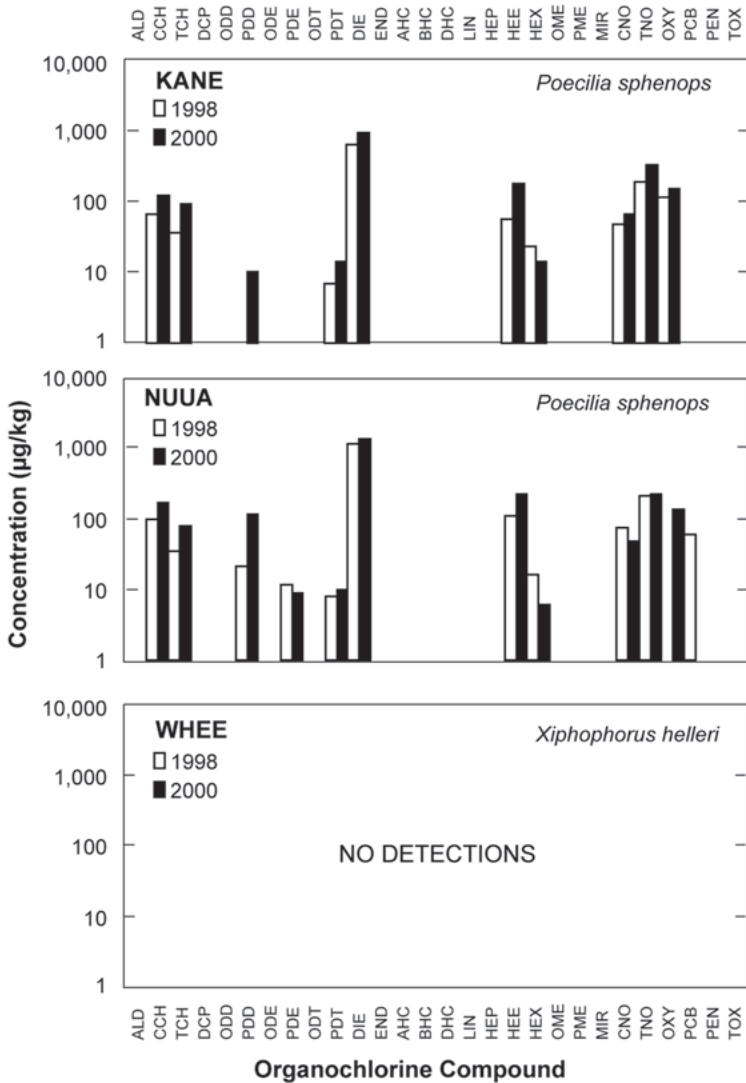 ALD CCH TCH DCP ODD PDD ODE PDE ODT PDT DIE END AHC BHC DHC LIN HEP HEE HEX OME PME MIR CNO TNO OXY PCB PEN TOX
10,000
1,000
100
10
1
KANE
1998
2000
Poecilia sphenops
10,000
1,000
100
10
1
NUUA
1998
2000
Poecilia sphenops
Concentration (µg/kg)
10,000
1,000
100
10
1
WHEE
1998
2000
Xiphophorus helleri
NO DETECTIONS
ALD CCH TCH DCP ODD PDD ODE PDE ODT PDT DIE END AHC BHC DHC LIN HEP HEE HEX OME PME MIR CNO TNO OXY PCB PEN TOX
Organochlorine Compound